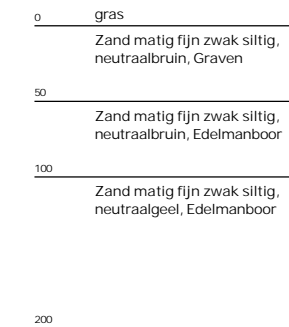 0 gras
Zand matig fijn zwak siltig,
neutraalbruin, Graven
50
Zand matig fijn zwak siltig,
neutraalbruin, Edelmanboor
100
Zand matig fijn zwak siltig,
neutraalgeel, Edelmanboor
200